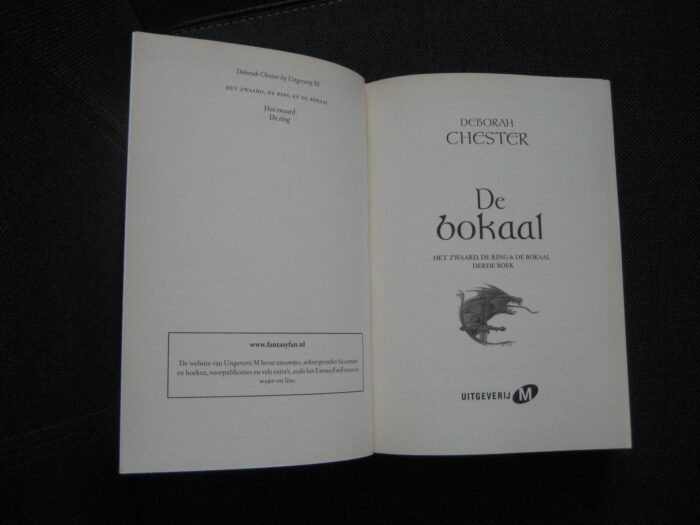 Deborah Chester bij Uitgeverij M:
HET ZWAARD, DE RING EN DE BOKAAL
Het zwaard
De ring
www.fantasyfan.nl
De website van Uitgeverij M bevat nieuwtjes, achtergronden bij auteurs
en boeken, voorpublicaties en vele extra's, zoals het FantasyFanForum en
WARP-on line.
DEBORAH
CHESTER
De
bokaal
HET ZWAARD, DE RING & DE BOKAAL
DERDE BOEK
UITGEVERIJ M